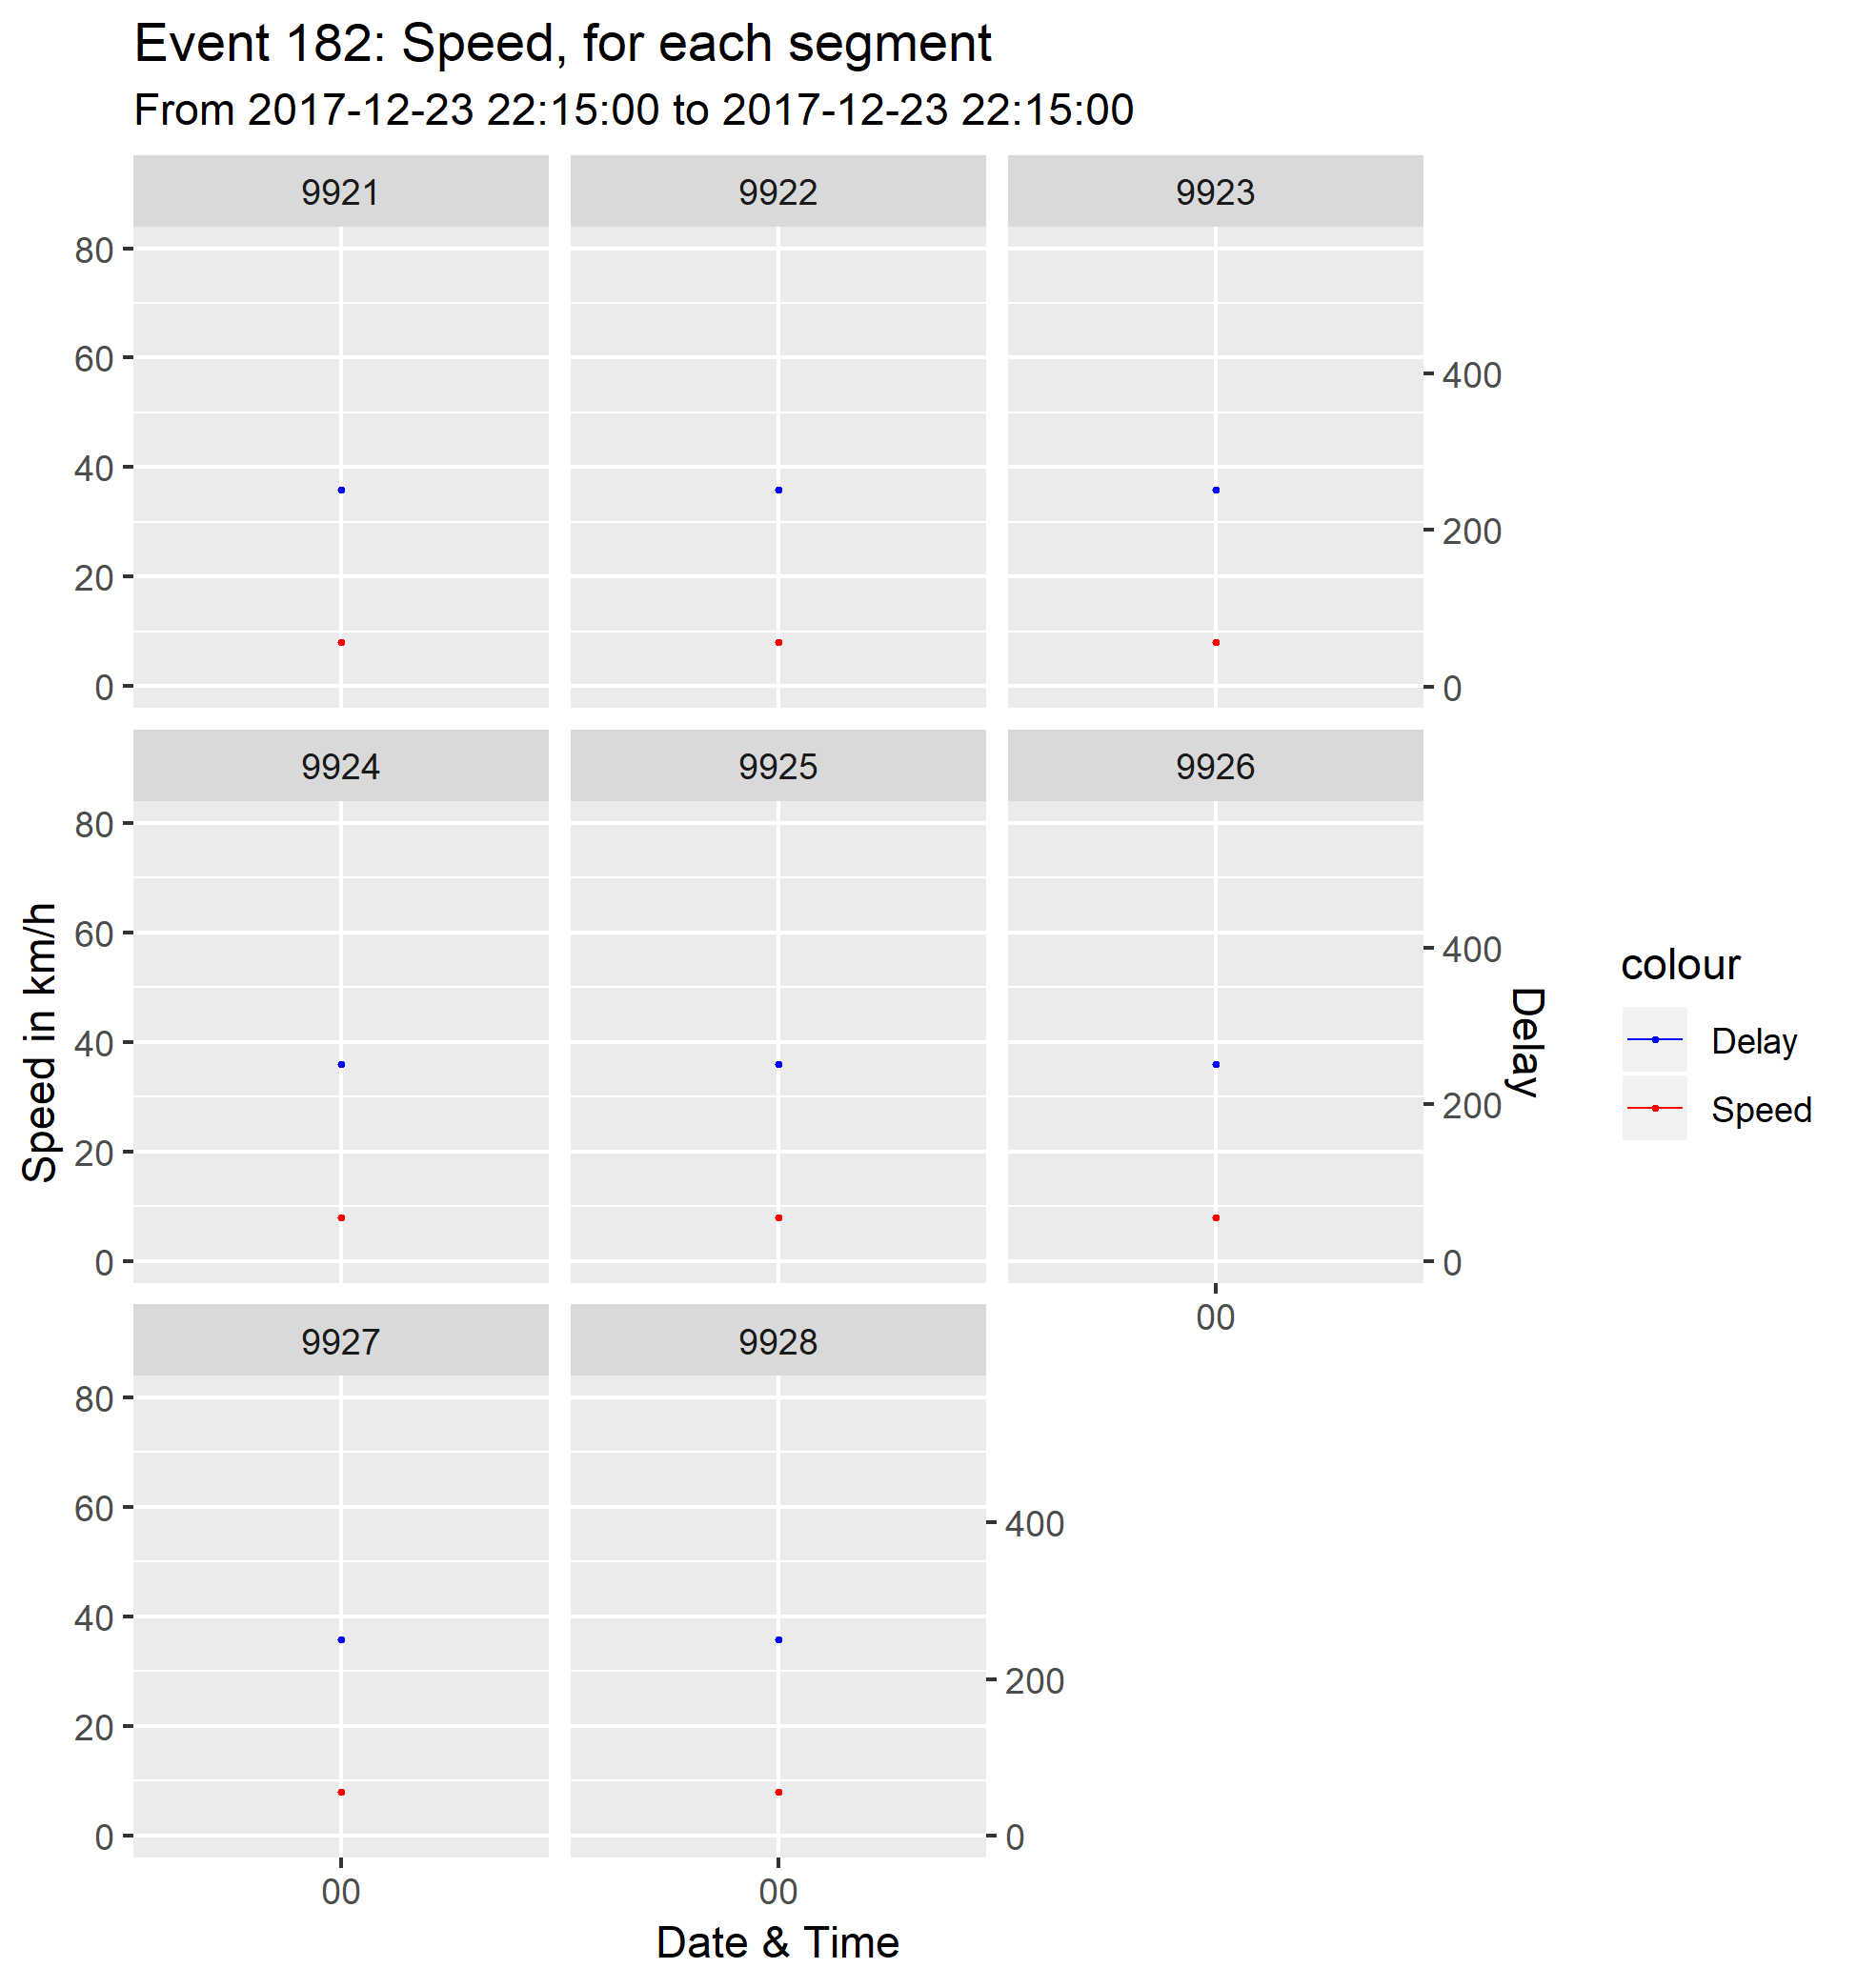 Event 182: Speed, for each segment
From 2017-12-23 22:15:00 to 2017-12-23 22:15:00
9921 9922 9923
80
60
40
20
0
400
200
0
9924 9925 9926
80
60
40
20
0
400
200
0
00
Speed in km/h
Delay
colour
Delay
Speed
9927 9928
80
60
40
20
0
400
200
0
00 00
Date & Time